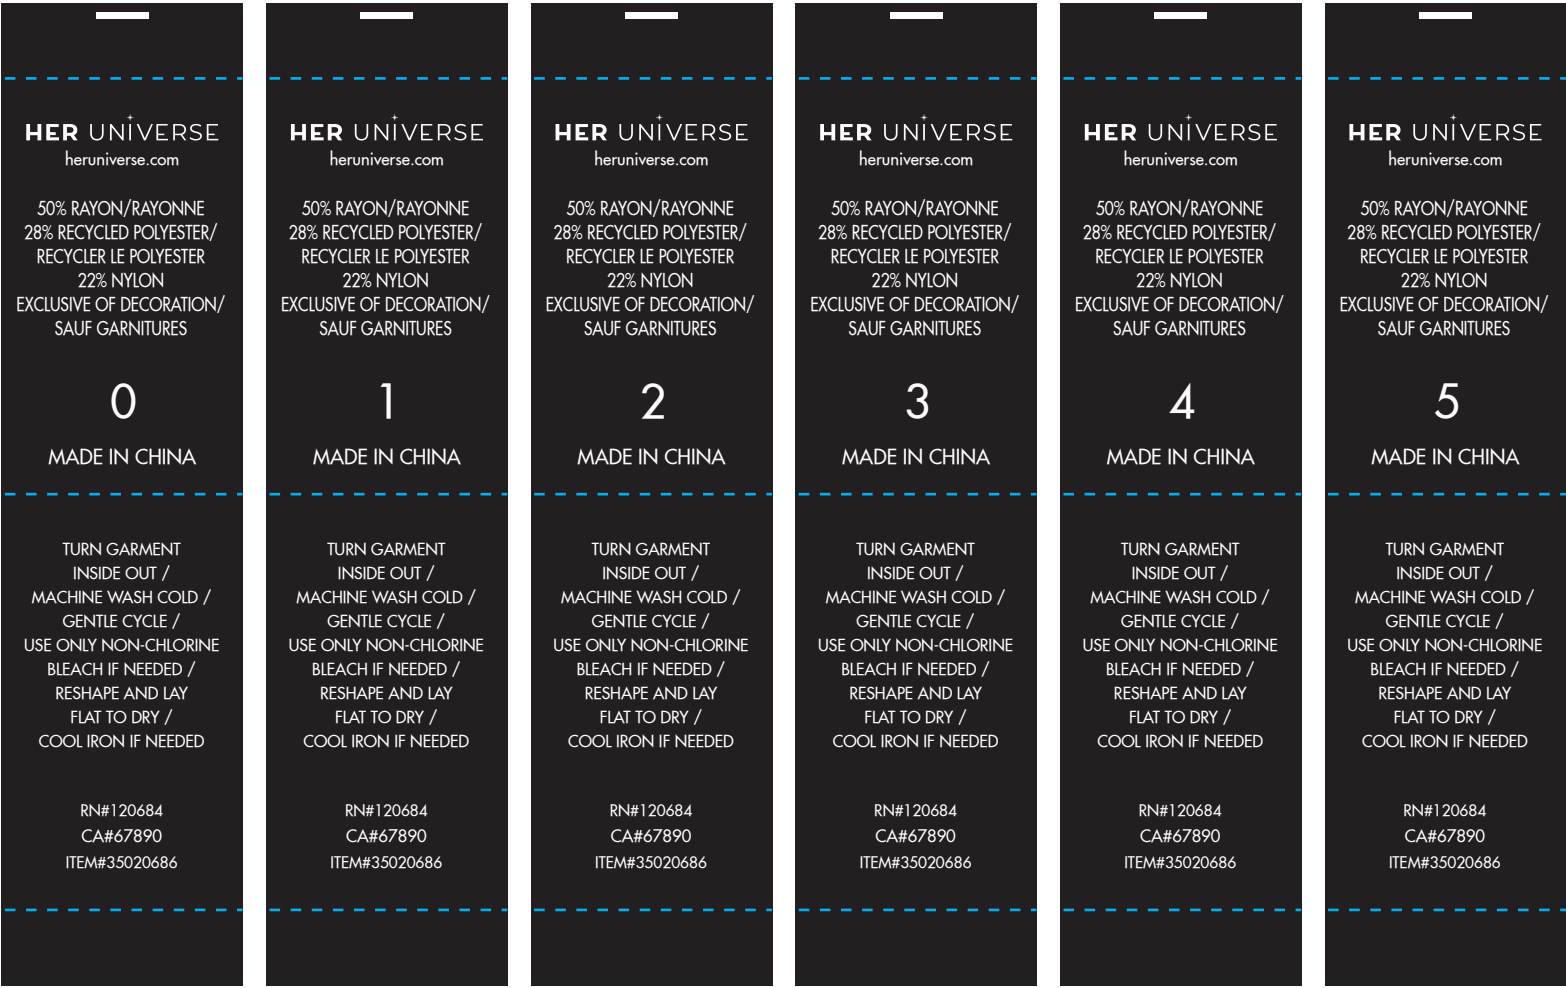 HER UNIVERSE
heruniverse.com
50% RAYON/RAYONNE
28% RECYCLED POLYESTER/
RECYCLER LE POLYESTER
22% NYLON
EXCLUSIVE OF DECORATION/
SAUF GARNITURES
0
MADE IN CHINA
TURN GARMENT
INSIDE OUT /
MACHINE WASH COLD /
GENTLE CYCLE /
USE ONLY NON-CHLORINE
BLEACH IF NEEDED /
RESHAPE AND LAY
FLAT TO DRY /
COOL IRON IF NEEDED
RN#120684
CA#67890
ITEM#35020686
HER UNIVERSE
heruniverse.com
50% RAYON/RAYONNE
28% RECYCLED POLYESTER/
RECYCLER LE POLYESTER
22% NYLON
EXCLUSIVE OF DECORATION/
SAUF GARNITURES
1
MADE IN CHINA
TURN GARMENT
INSIDE OUT /
MACHINE WASH COLD /
GENTLE CYCLE /
USE ONLY NON-CHLORINE
BLEACH IF NEEDED /
RESHAPE AND LAY
FLAT TO DRY /
COOL IRON IF NEEDED
RN#120684
CA#67890
ITEM#35020686
HER UNIVERSE
heruniverse.com
50% RAYON/RAYONNE
28% RECYCLED POLYESTER/
RECYCLER LE POLYESTER
22% NYLON
EXCLUSIVE OF DECORATION/
SAUF GARNITURES
2
MADE IN CHINA
TURN GARMENT
INSIDE OUT /
MACHINE WASH COLD /
GENTLE CYCLE /
USE ONLY NON-CHLORINE
BLEACH IF NEEDED /
RESHAPE AND LAY
FLAT TO DRY /
COOL IRON IF NEEDED
RN#120684
CA#67890
ITEM#35020686
HER UNIVERSE
heruniverse.com
50% RAYON/RAYONNE
28% RECYCLED POLYESTER/
RECYCLER LE POLYESTER
22% NYLON
EXCLUSIVE OF DECORATION/
SAUF GARNITURES
3
MADE IN CHINA
TURN GARMENT
INSIDE OUT /
MACHINE WASH COLD /
GENTLE CYCLE /
USE ONLY NON-CHLORINE
BLEACH IF NEEDED /
RESHAPE AND LAY
FLAT TO DRY /
COOL IRON IF NEEDED
RN#120684
CA#67890
ITEM#35020686
HER UNIVERSE
heruniverse.com
50% RAYON/RAYONNE
28% RECYCLED POLYESTER/
RECYCLER LE POLYESTER
22% NYLON
EXCLUSIVE OF DECORATION/
SAUF GARNITURES
4
MADE IN CHINA
TURN GARMENT
INSIDE OUT /
MACHINE WASH COLD /
GENTLE CYCLE /
USE ONLY NON-CHLORINE
BLEACH IF NEEDED /
RESHAPE AND LAY
FLAT TO DRY /
COOL IRON IF NEEDED
RN#120684
CA#67890
ITEM#35020686
HER UNIVERSE
heruniverse.com
50% RAYON/RAYONNE
28% RECYCLED POLYESTER/
RECYCLER LE POLYESTER
22% NYLON
EXCLUSIVE OF DECORATION/
SAUF GARNITURES
5
MADE IN CHINA
TURN GARMENT
INSIDE OUT /
MACHINE WASH COLD /
GENTLE CYCLE /
USE ONLY NON-CHLORINE
BLEACH IF NEEDED /
RESHAPE AND LAY
FLAT TO DRY /
COOL IRON IF NEEDED
RN#120684
CA#67890
ITEM#35020686